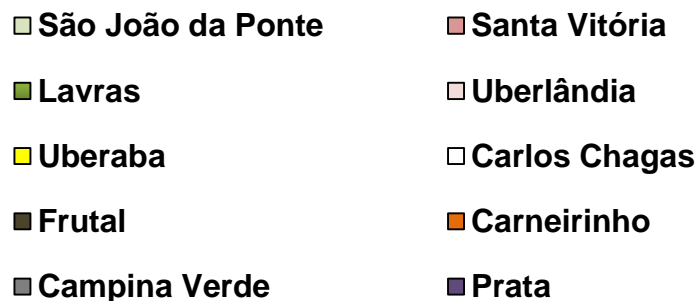 São João da Ponte
Santa Vitória
Lavras
Uberlândia
Uberaba
Carlos Chagas
Frutal
Carneirinho
Campina Verde
Prata